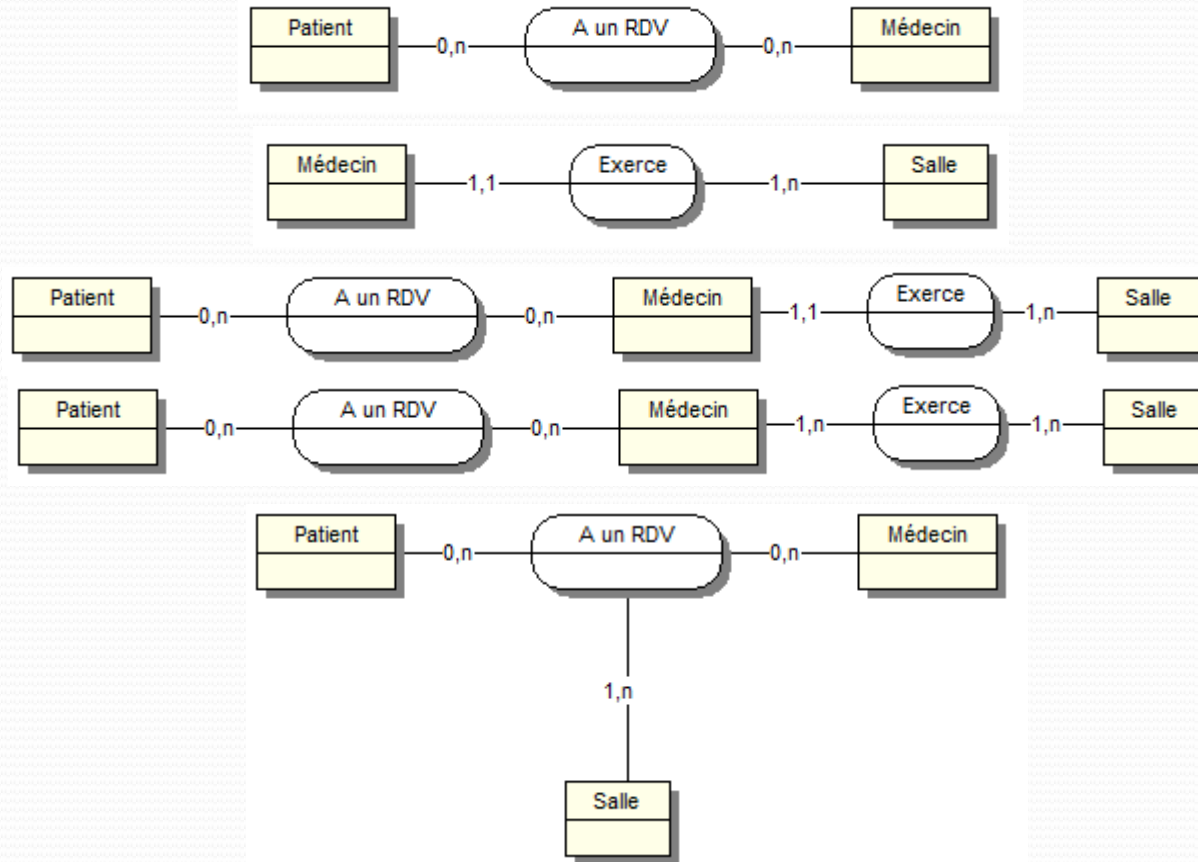 Patient 0,n A un RDV 0,n Médecin
Médecin 1,1 Exerce 1,n Salle
Patient 0,n A un RDV 0,n Médecin 1,1 Exerce 1,n Salle
Patient 0,n A un RDV 0,n Médecin 1,n Exerce 1,n Salle
Patient 0,n A un RDV 0,n Médecin
1,n
Salle